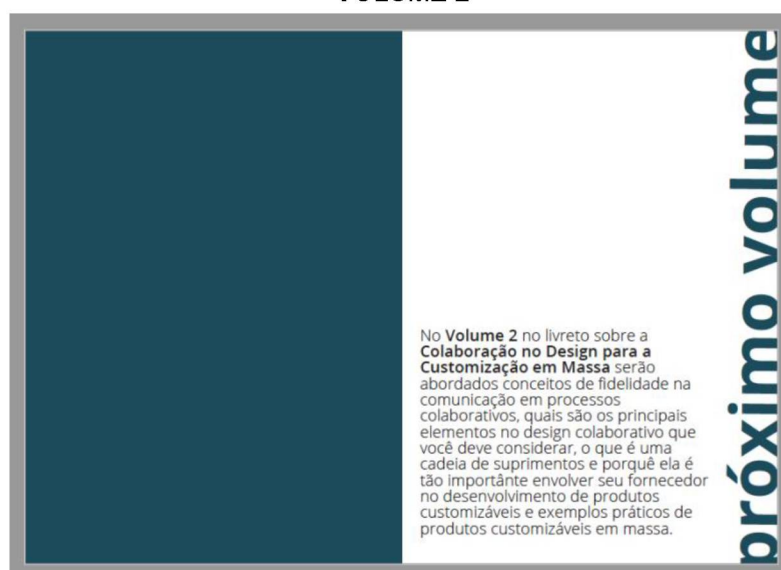 No Volume 2 no livreto sobre a
Colaboração no Design para a
Customização em Massa serão
abordados conceitos de fidelidade na
comunicação em processos
colaborativos, quais são os principais
elementos no design colaborativo que
você deve considerar, o que é uma
cadeia de suprimentos e porquê ela é
tão importânte envolver seu fornecedor
no desenvolvimento de produtos
customizáveis e exemplos práticos de
produtos customizáveis em massa.
próximo volume